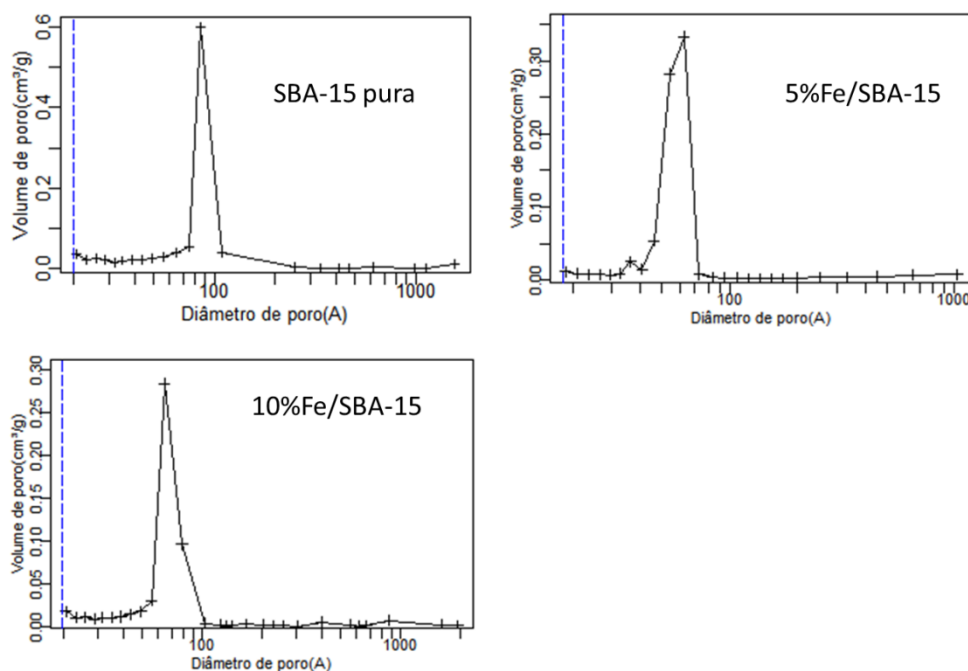 SBA-15 pura
Volume de poro(cm³/g)
0.0 0.2 0.4 0.6
100 1000
Diâmetro de poro(A)
5%Fe/SBA-15
Volume de poro(cm³/g)
0.00 0.10 0.20 0.30
100 1000
Diâmetro de poro(A)
10%Fe/SBA-15
Volume de poro(cm³/g)
0.00 0.05 0.10 0.15 0.20 0.25 0.30
100 1000
Diâmetro de poro(A)